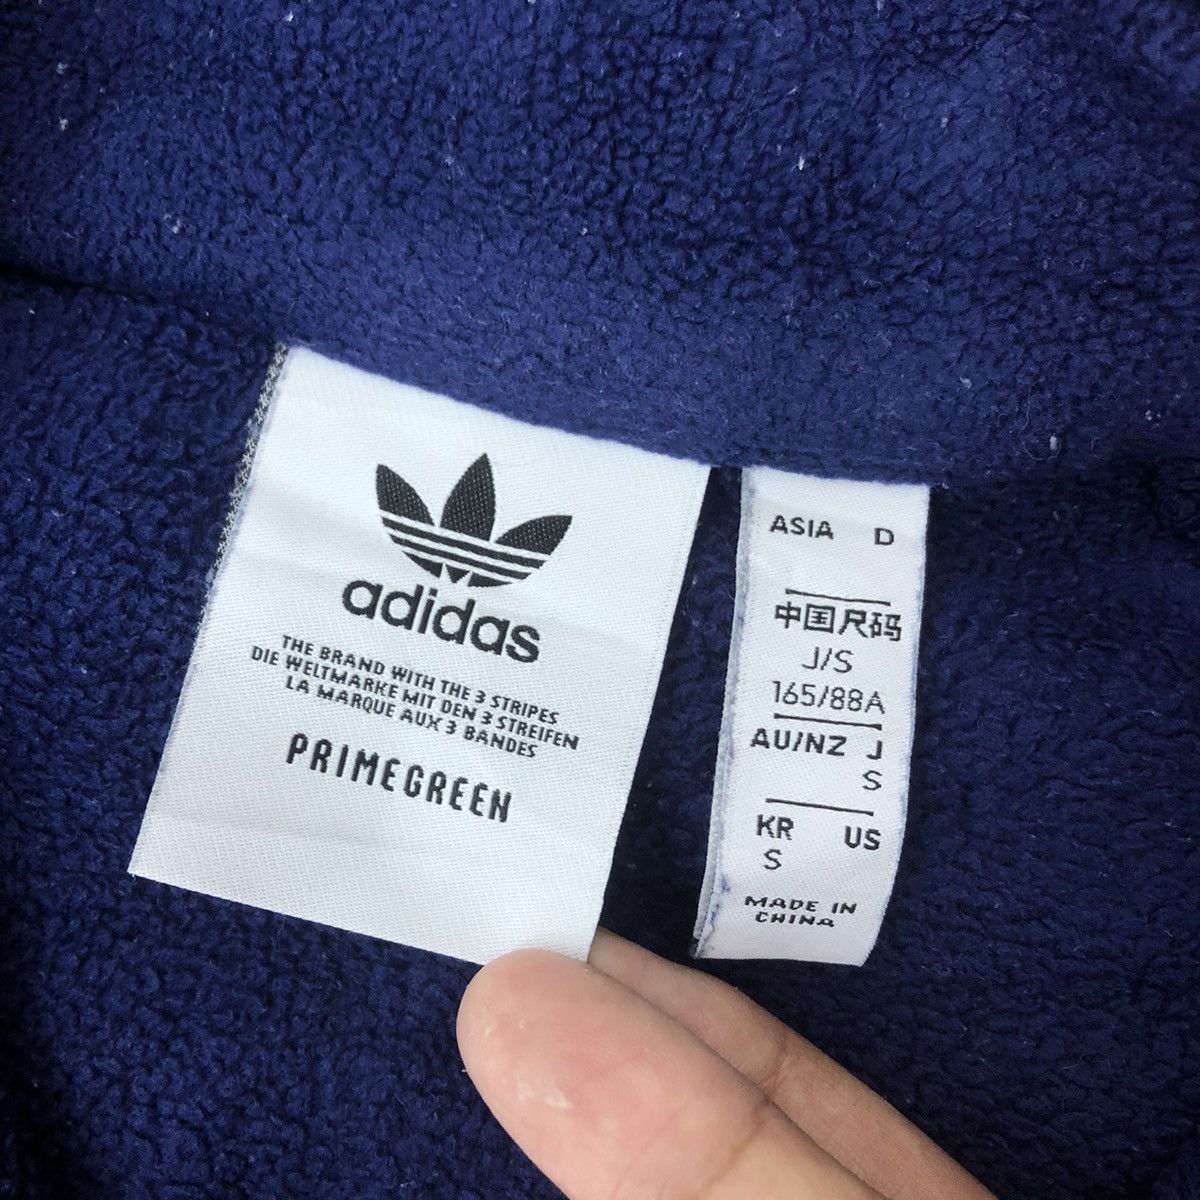 adidas
THE BRAND WITH THE 3 STRIPES
DIE WELTMARKE MIT DEN 3 STREIFEN
LA MARQUE AUX 3 BANDES
PRIMEGREEN
ASIA D
中国尺码
J/S
165/88A
AU/NZ J
S
KR US
S
MADE IN
CHINA